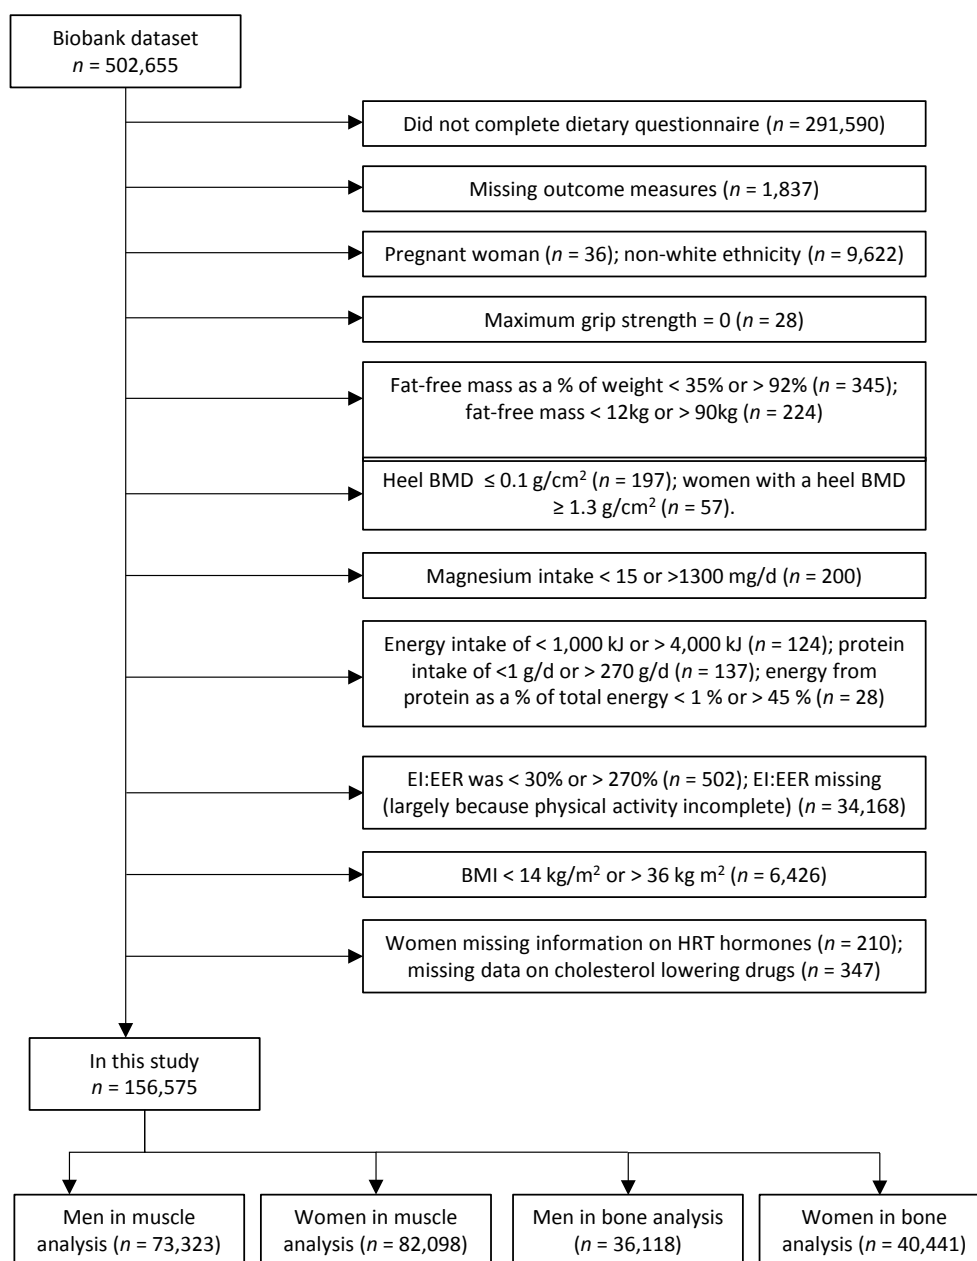 Biobank dataset
n = 502,655
Did not complete dietary questionnaire (n = 291,590)
Missing outcome measures (n = 1,837)
Pregnant woman (n = 36); non-white ethnicity (n = 9,622)
Maximum grip strength = 0 (n = 28)
Fat-free mass as a % of weight < 35% or > 92% (n = 345);
fat-free mass < 12kg or > 90kg (n = 224)
Heel BMD ≤ 0.1 g/cm² (n = 197); women with a heel BMD
≥ 1.3 g/cm² (n = 57).
Magnesium intake < 15 or >1300 mg/d (n = 200)
Energy intake of < 1,000 kJ or > 4,000 kJ (n = 124); protein
intake of <1 g/d or > 270 g/d (n = 137); energy from
protein as a % of total energy < 1 % or > 45 % (n = 28)
EI:EER was < 30% or > 270% (n = 502); EI:EER missing
(largely because physical activity incomplete) (n = 34,168)
BMI < 14 kg/m² or > 36 kg m² (n = 6,426)
Women missing information on HRT hormones (n = 210);
missing data on cholesterol lowering drugs (n = 347)
In this study
n = 156,575
Men in muscle
analysis (n = 73,323)
Women in muscle
analysis (n = 82,098)
Men in bone analysis
(n = 36,118)
Women in bone
analysis (n = 40,441)